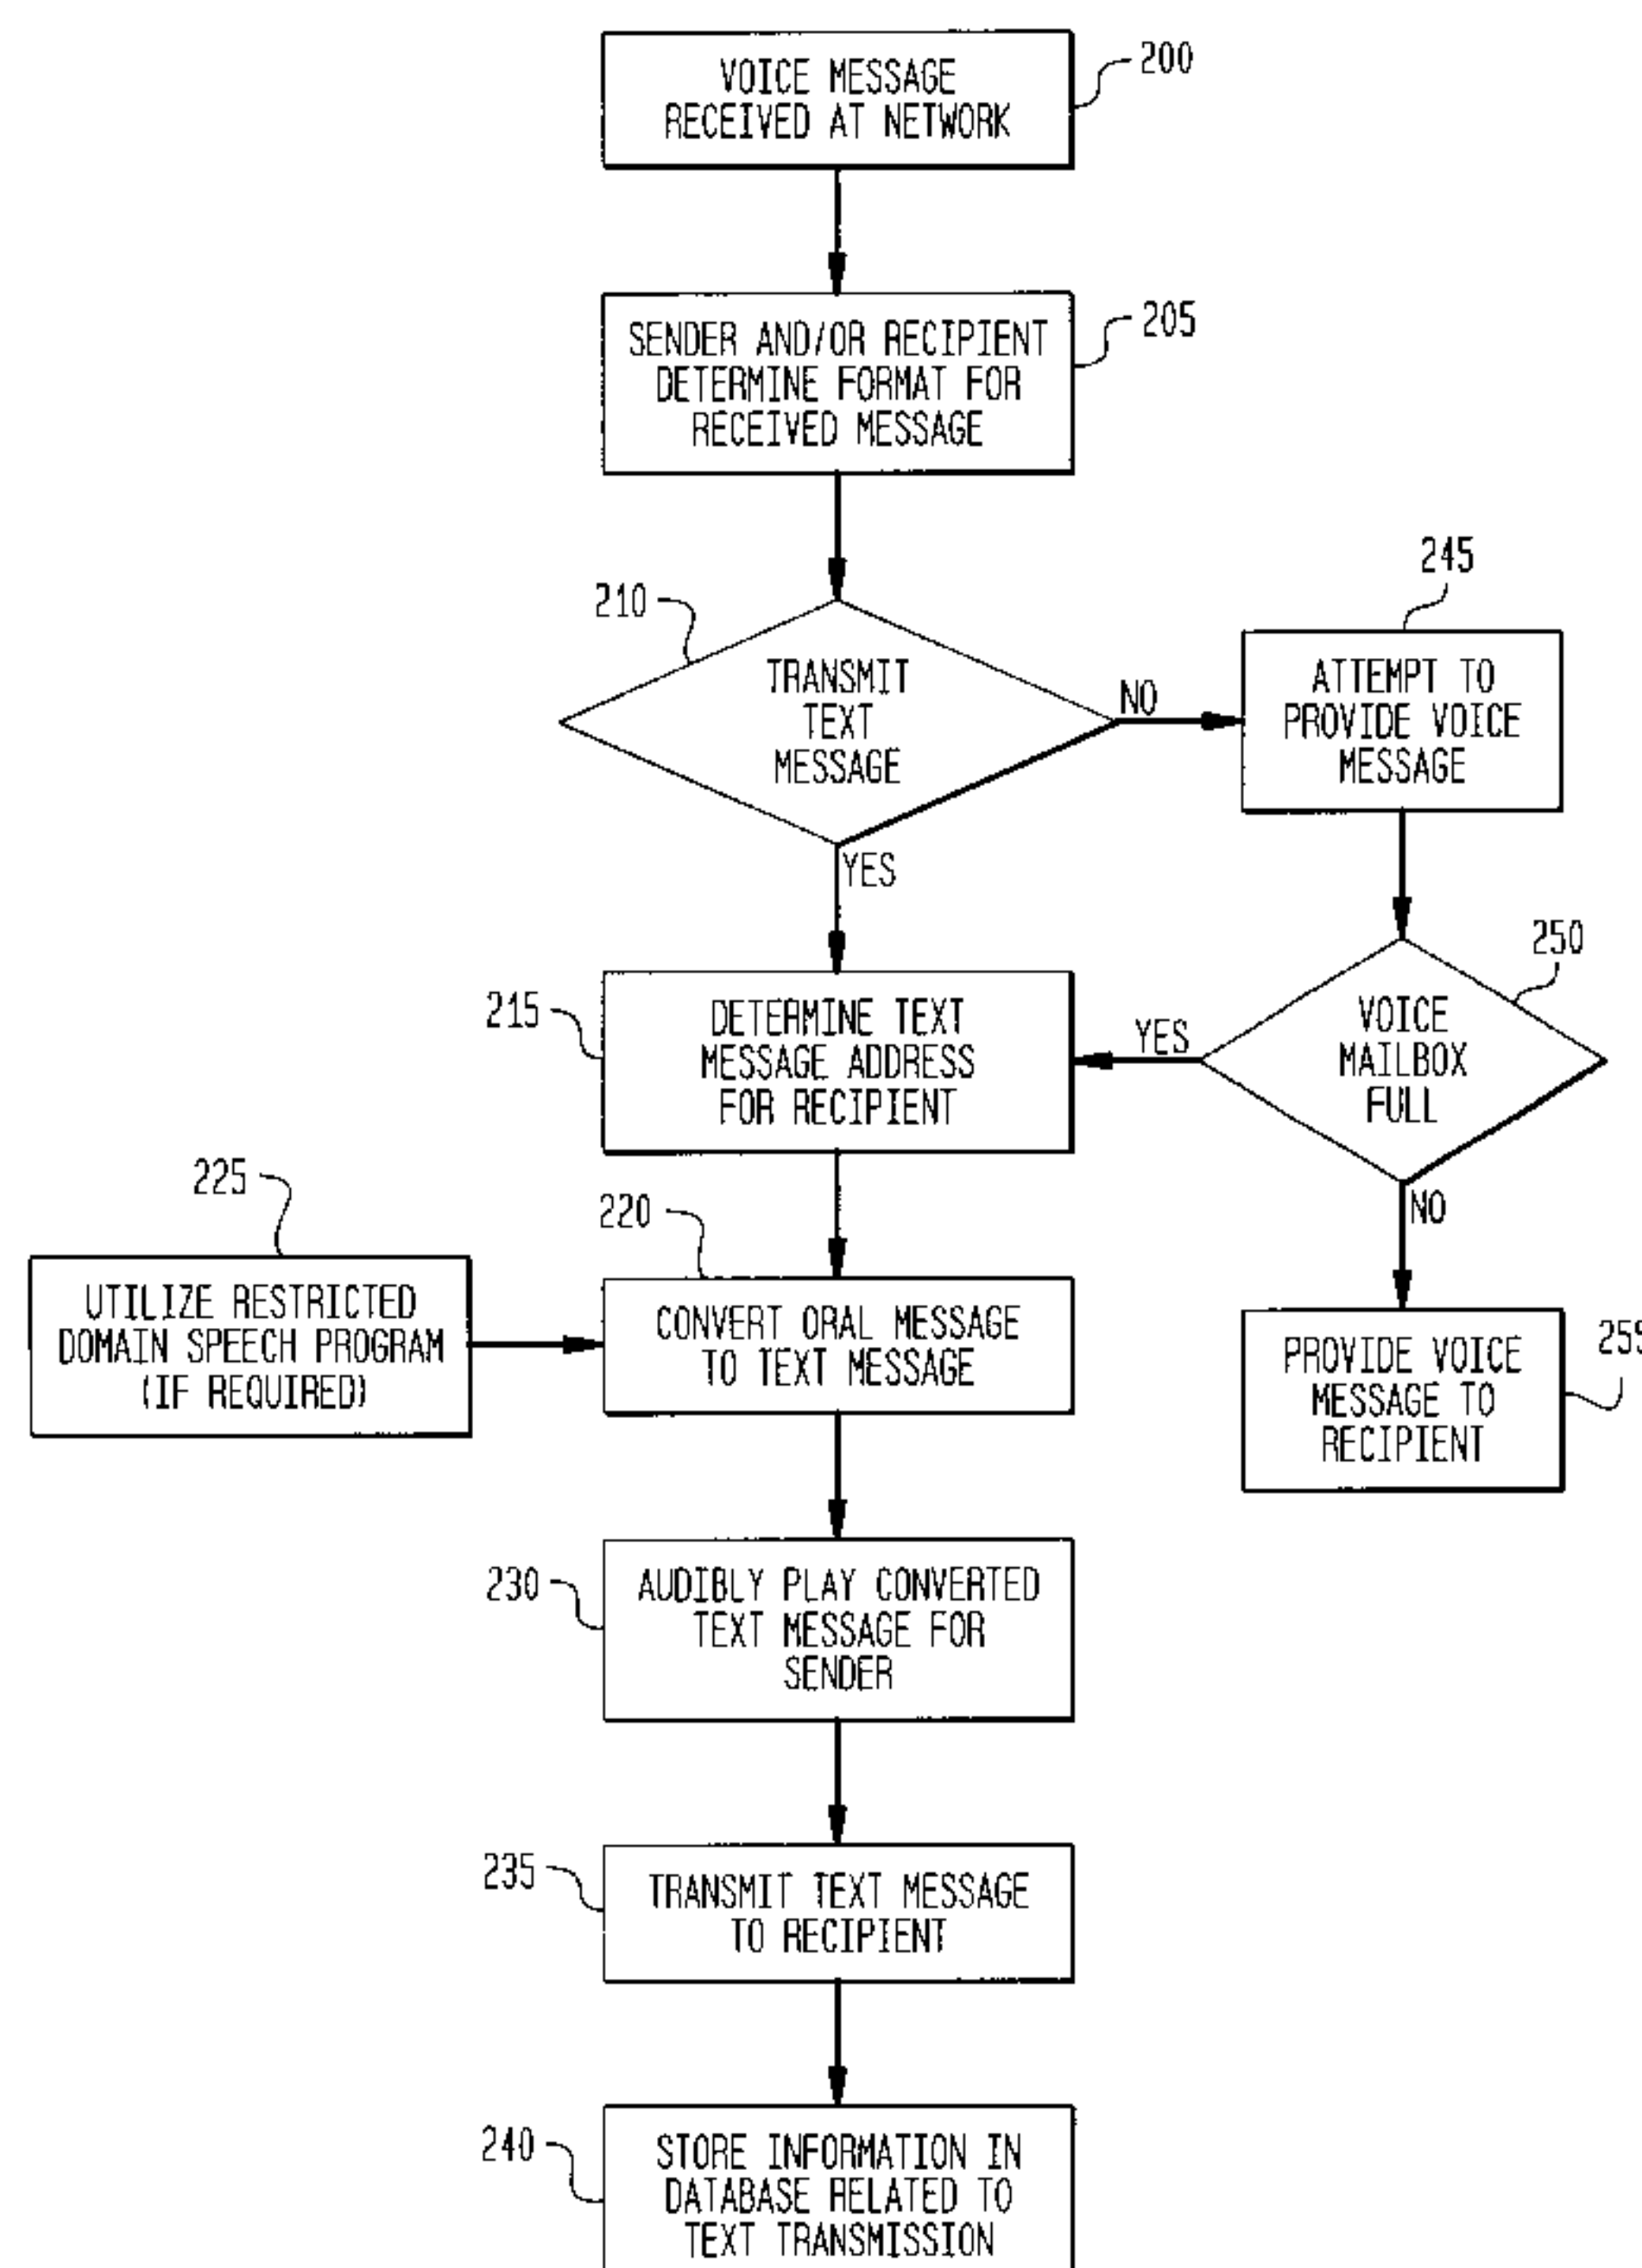 VOICE MESSAGE
RECEIVED AT NETWORK
200
SENDER AND/OR RECIPIENT
DETERMINE FORMAT FOR
RECEIVED MESSAGE
205
210
TRANSMIT
TEXT
MESSAGE
NO
YES
245
ATTEMPT TO
PROVIDE VOICE
MESSAGE
250
VOICE
MAILBOX
FULL
YES
NO
215
DETERMINE TEXT
MESSAGE ADDRESS
FOR RECIPIENT
225
UTILIZE RESTRICTED
DOMAIN SPEECH PROGRAM
(IF REQUIRED)
220
CONVERT ORAL MESSAGE
TO TEXT MESSAGE
255
PROVIDE VOICE
MESSAGE TO
RECIPIENT
230
AUDIBLY PLAY CONVERTED
TEXT MESSAGE FOR
SENDER
235
TRANSMIT TEXT MESSAGE
TO RECIPIENT
240
STORE INFORMATION IN
DATABASE RELATED TO
TEXT TRANSMISSION